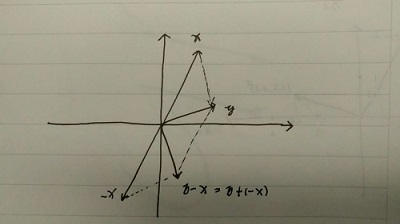 x
y
-x
y-x = y+(-x)